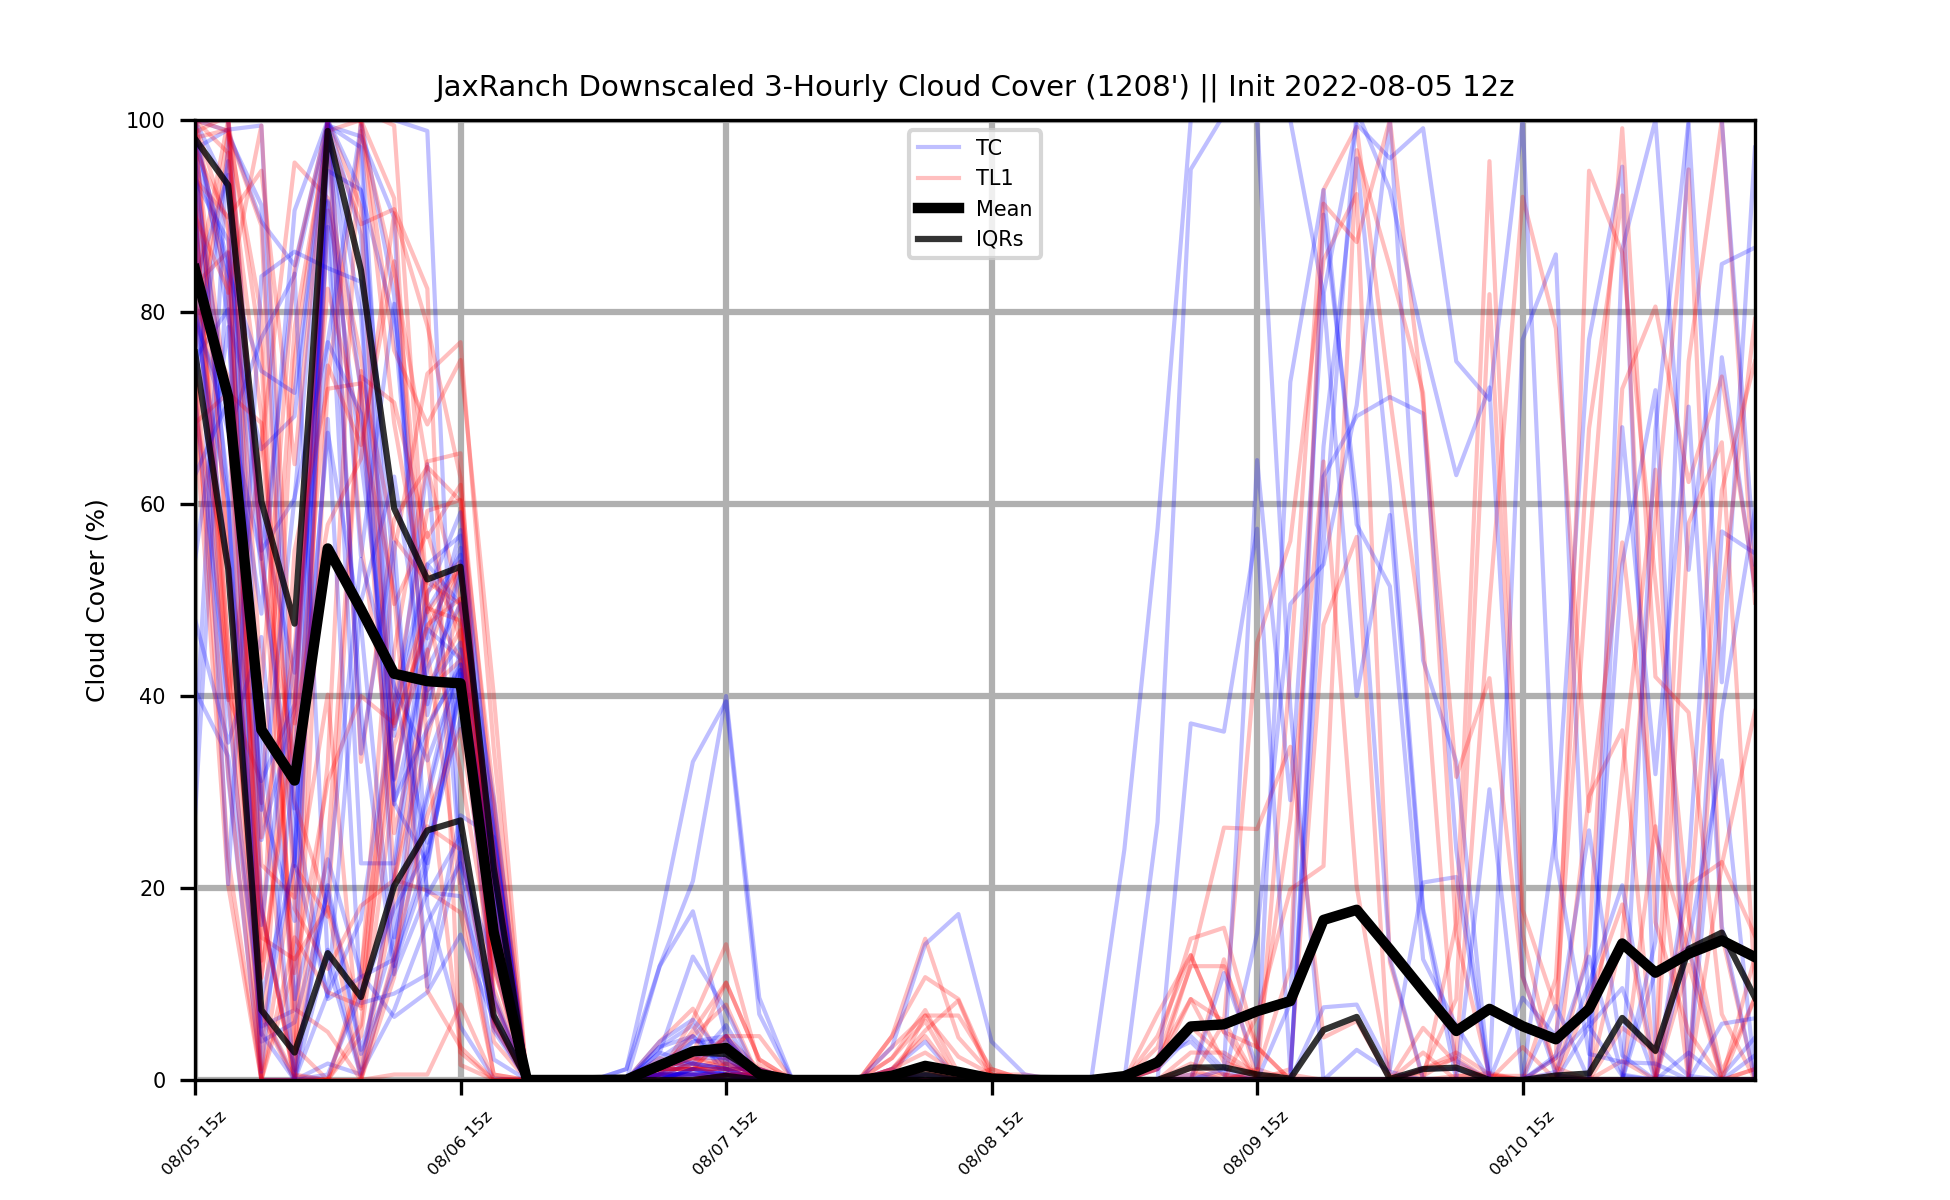 JaxRanch Downscaled 3-Hourly Cloud Cover (1208') || Init 2022-08-05 12z
TC
TL1
Mean
IQRs
Cloud Cover (%)
100
80
60
40
20
0
08/05 15z
08/06 15z
08/07 15z
08/08 15z
08/09 15z
08/10 15z